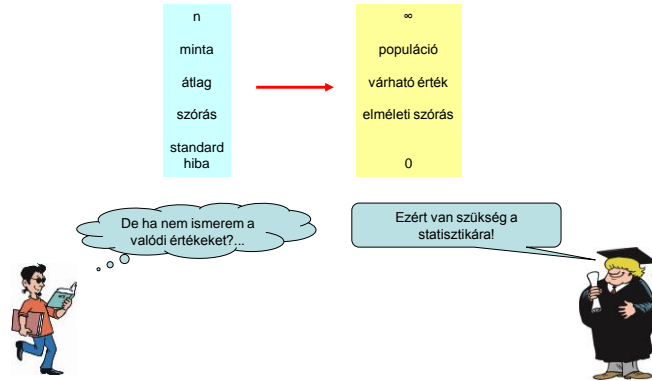 n
minta
átlag
szórás
standard
hiba
∞
populáció
várható érték
elméleti szórás
0
De ha nem ismerem a
valódi értékeket?...
Ezért van szükség a
statisztikára!